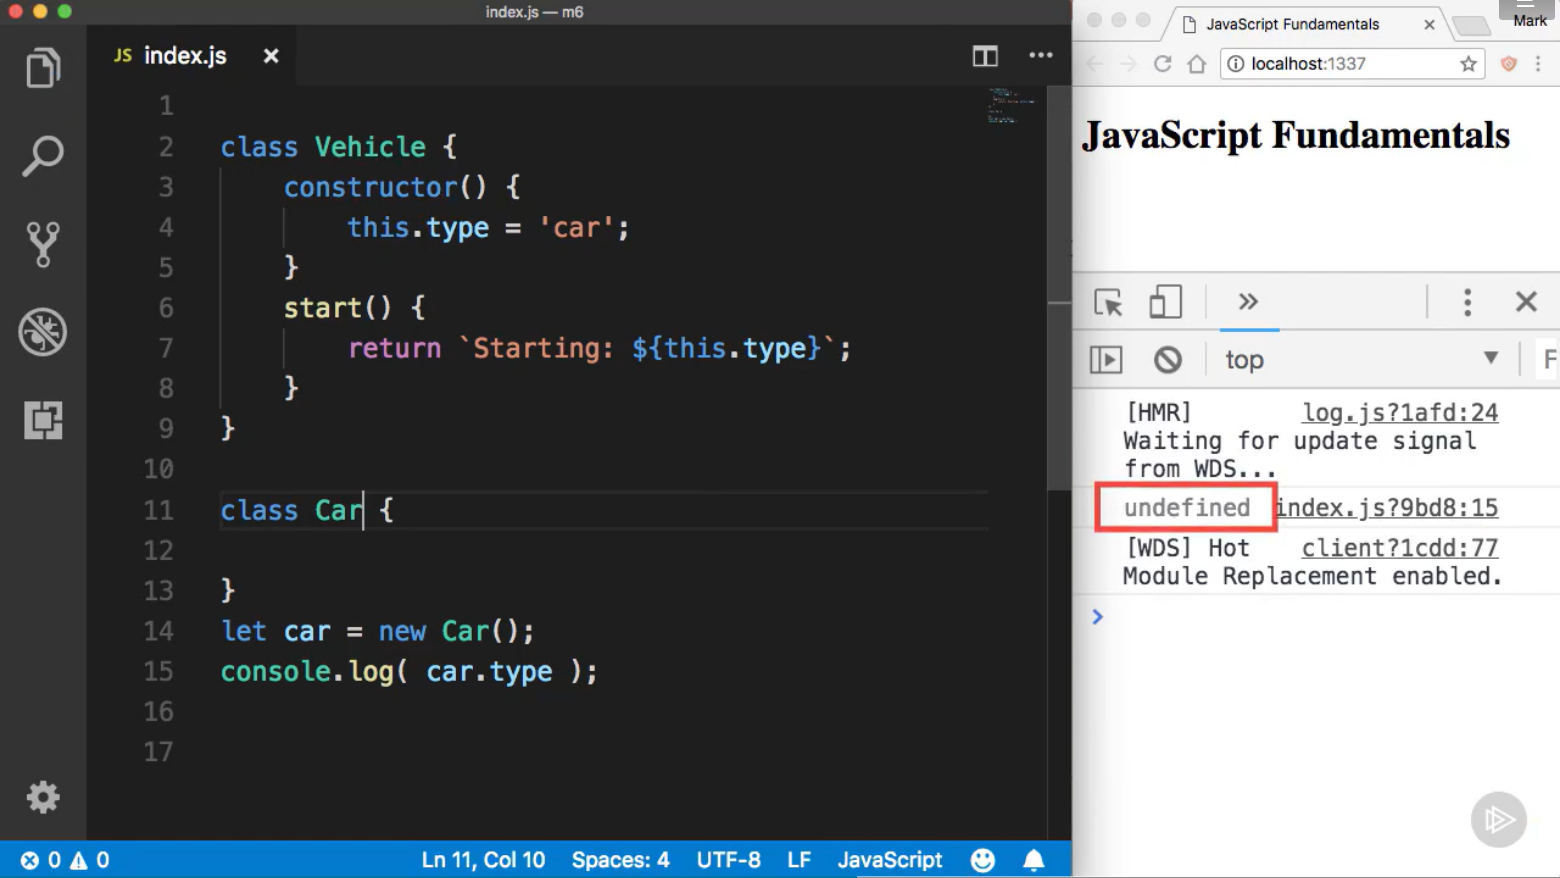 index.js — m6
JS index.js ×
1
2 class Vehicle {
3 constructor() {
4 this.type = 'car';
5 }
6 start() {
7 return `Starting: ${this.type}`;
8 }
9 }
10
11 class Car {
12
13 }
14 let car = new Car();
15 console.log( car.type );
16
17
0 0 Ln 11, Col 10 Spaces: 4 UTF-8 LF JavaScript
JavaScript Fundamentals ×
Mark
localhost:1337
JavaScript Fundamentals
top F
[HMR] log.js?1afd:24
Waiting for update signal
from WDS...
undefined index.js?9bd8:15
[WDS] Hot client?1cdd:77
Module Replacement enabled.